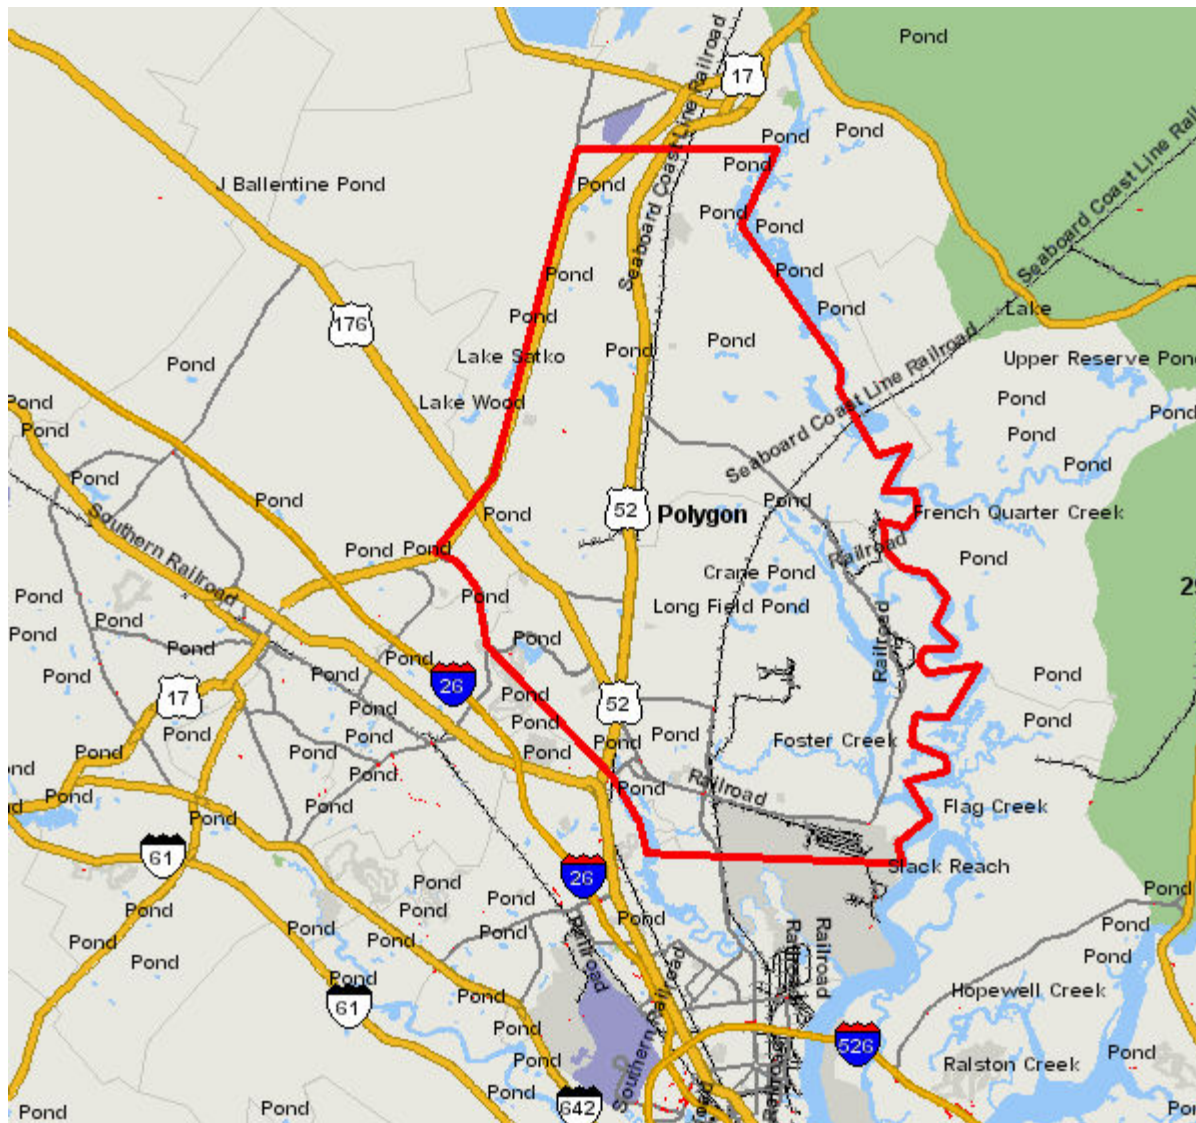 Pond
17
Seaboard Coast Line Railroad
Pond
Pond
Pond
J Ballentine Pond
Pond
Seaboard Coast Line
Pond
Pond
Seaboard Coast Line Railroad
Pond
Pond
Lake
Pond
Pond
176
Pond
Pond
Lake Satko
Upper Reserve
Pond
Seaboard Coast Line Railroad
Lake Wood
Pond
Pond
Pond
Pond
Pond
Pond
Pond
Pond
Pond
52
Polygon
Pond
French Quarter Creek
Southern Railroad
Pond
Pond
Railroad
Pond
Crane Pond
Pond
Pond
Long Field Pond
Pond
Pond
Pond
Pond
Railroad
Pond
Pond
Pond
Pond
26
17
Pond
52
Pond
Pond
Pond
Pond
Pond
Pond
Pond
Pond
Pond
Foster Creek
Pond
Pond
Pond
Railroad
Pond
Flag Creek
Pond
61
Slack Reach
26
Pond
Pond
Pond
Pond
Pond
Pond
Pond
Pond
Pond
Pond
Railroad
Railroad
Pond
Pond
Pond
Hopewell Creek
61
Pond
Southern Railroad
Pond
526
Pond
Pond
Ralston Creek
642
Pond
Pond